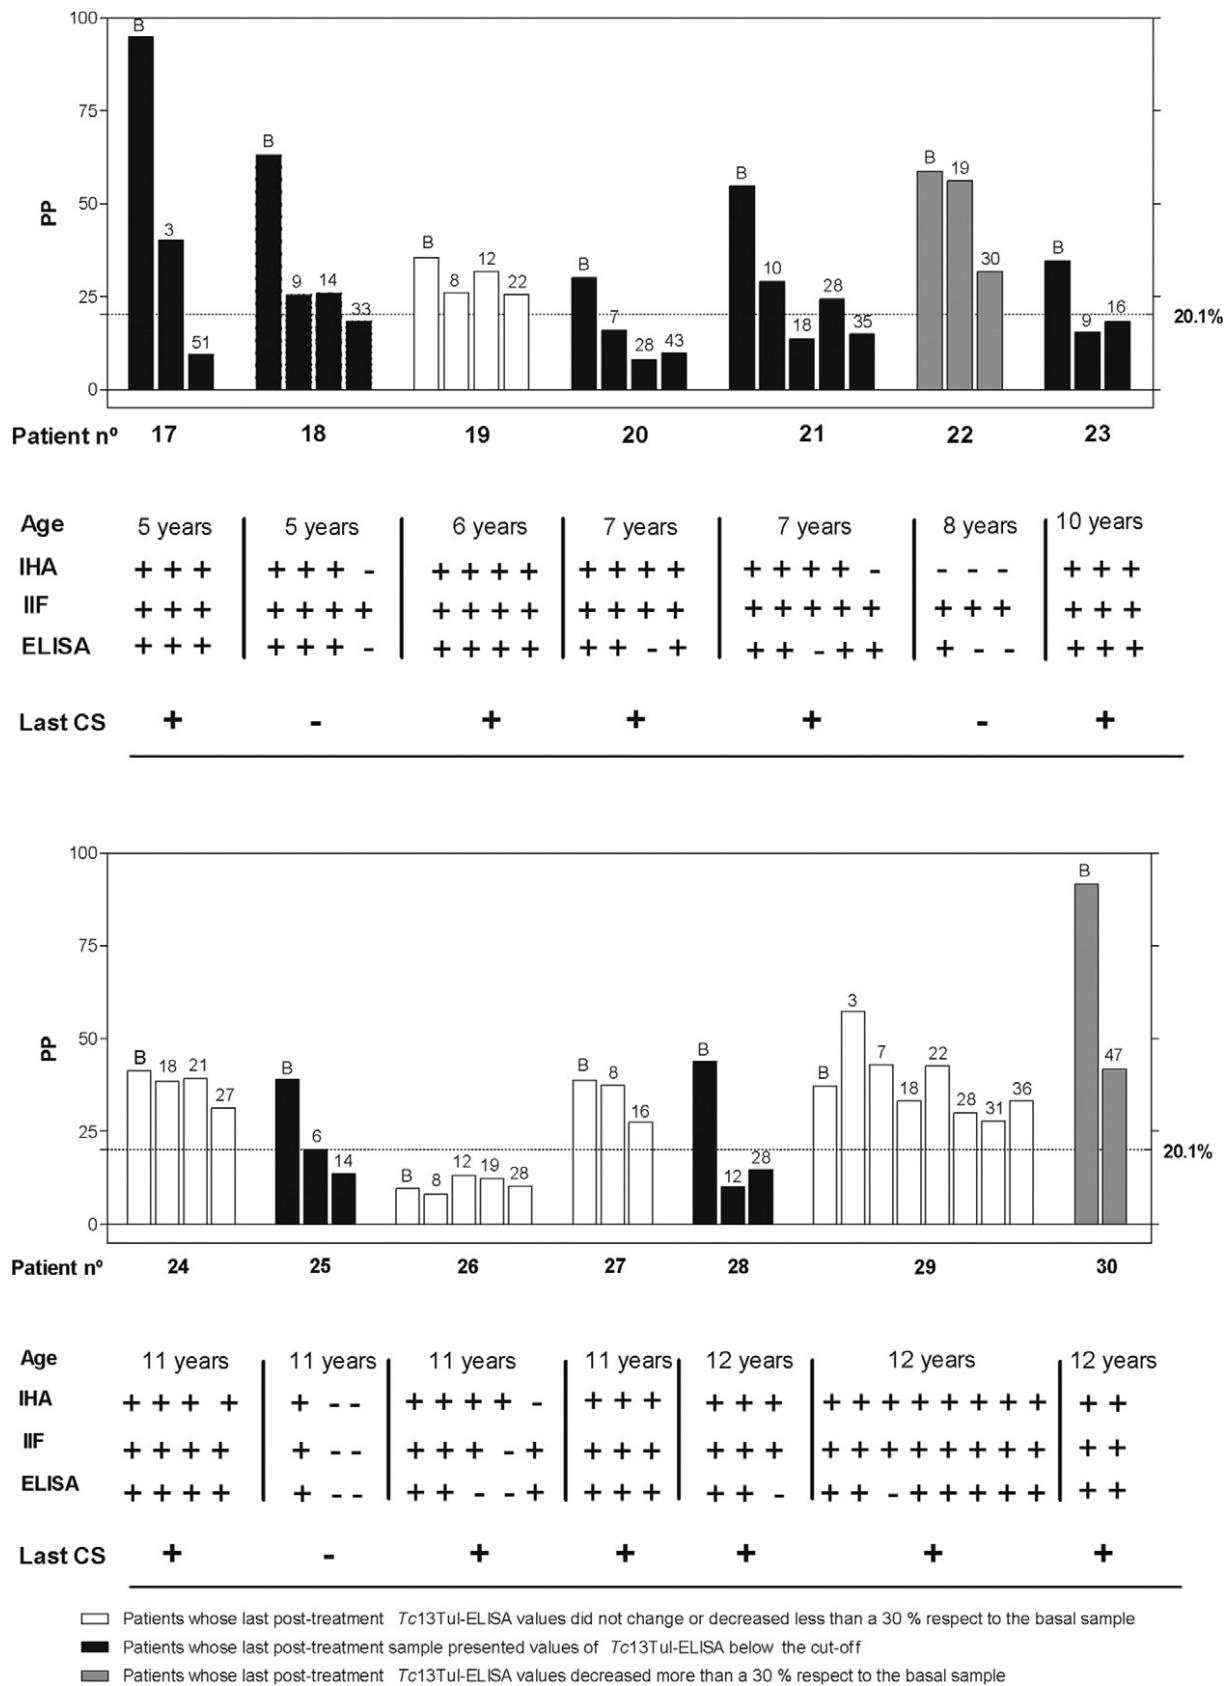 100
B
75
B
B
B
19
50
PP
3
B
B
12
30
B
10
28
9
14
8
22
25
33
7
18
35
9
16
20.1%
51
28
43
0
Patient nº 17 18 19 20 21 22 23
Age 5 years 5 years 6 years 7 years 7 years 8 years 10 years
IHA + + + + + + - + + + + + + + + + + + + - - - - + + +
IIF + + + + + + + + + + + + + + + + + + + + + + + + + +
ELISA + + + + + + - + + + + + + - + + + - + + + - - + + +
Last CS + - + + + - +
100
B
75
3
50
PP
B 18 21 27
B
B 8 16
B
B 7 18 22 28 31 36
47
25
6
14
B 8 12 19 28
12 28
20.1%
0
Patient nº 24 25 26 27 28 29 30
Age 11 years 11 years 11 years 11 years 12 years 12 years 12 years
IHA + + + + + - - + + + + - + + + + + + + + + + + + + + + +
IIF + + + + + - - + + + - + + + + + + + + + + + + + + + + +
ELISA + + + + + - - + + - - + + + + + + - + + - + + + + + + +
Last CS + - + + + + +
Patients whose last post-treatment Tc13Tul-ELISA values did not change or decreased less than a 30 % respect to the basal sample
Patients whose last post-treatment sample presented values of Tc13Tul-ELISA below the cut-off
Patients whose last post-treatment Tc13Tul-ELISA values decreased more than a 30 % respect to the basal sample